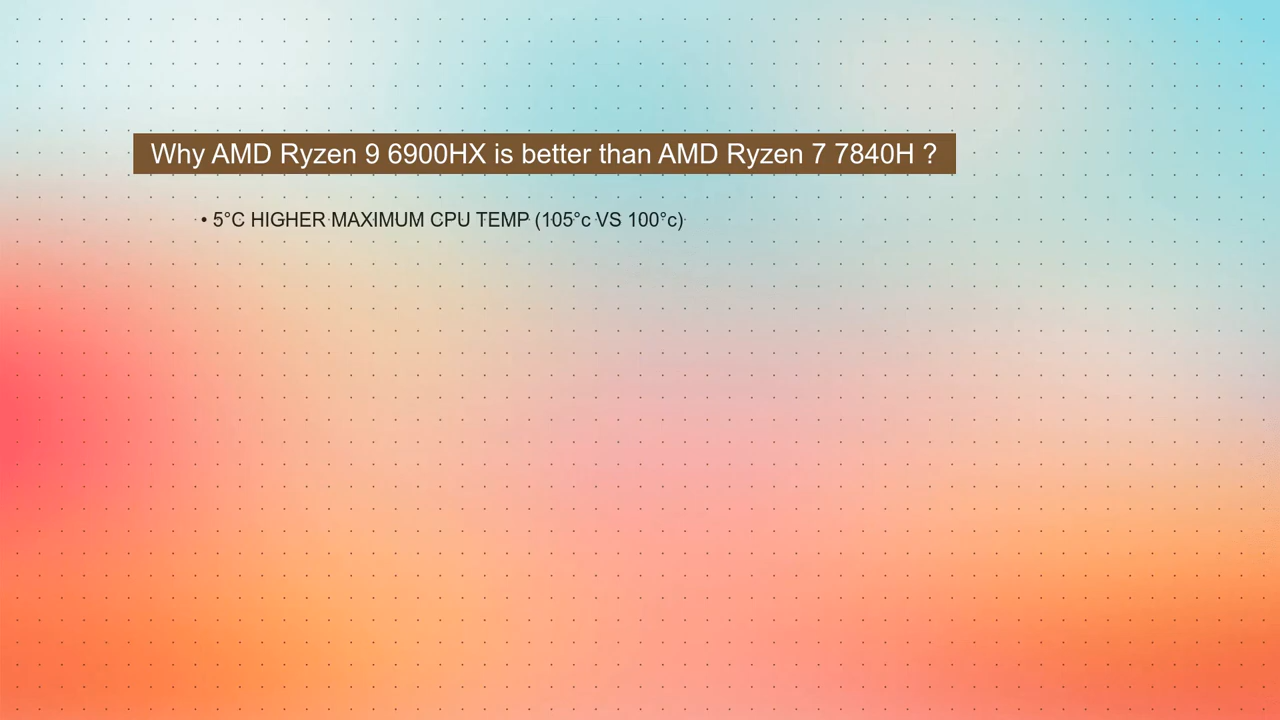 Why AMD Ryzen 9 6900HX is better than AMD Ryzen 7 7840H ?
• 5°C HIGHER MAXIMUM CPU TEMP (105°c VS 100°c)